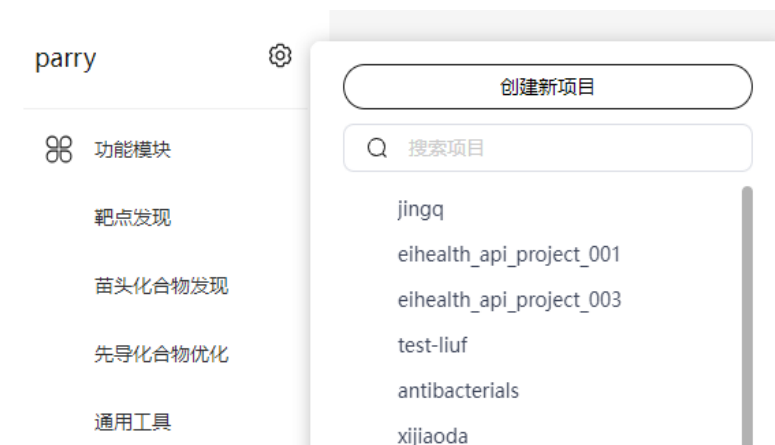 parry
功能模块
靶点发现
苗头化合物发现
先导化合物优化
通用工具
创建新项目
搜索项目
jingq
eihealth_api_project_001
eihealth_api_project_003
test-liuf
antibacterials
xijiaoda